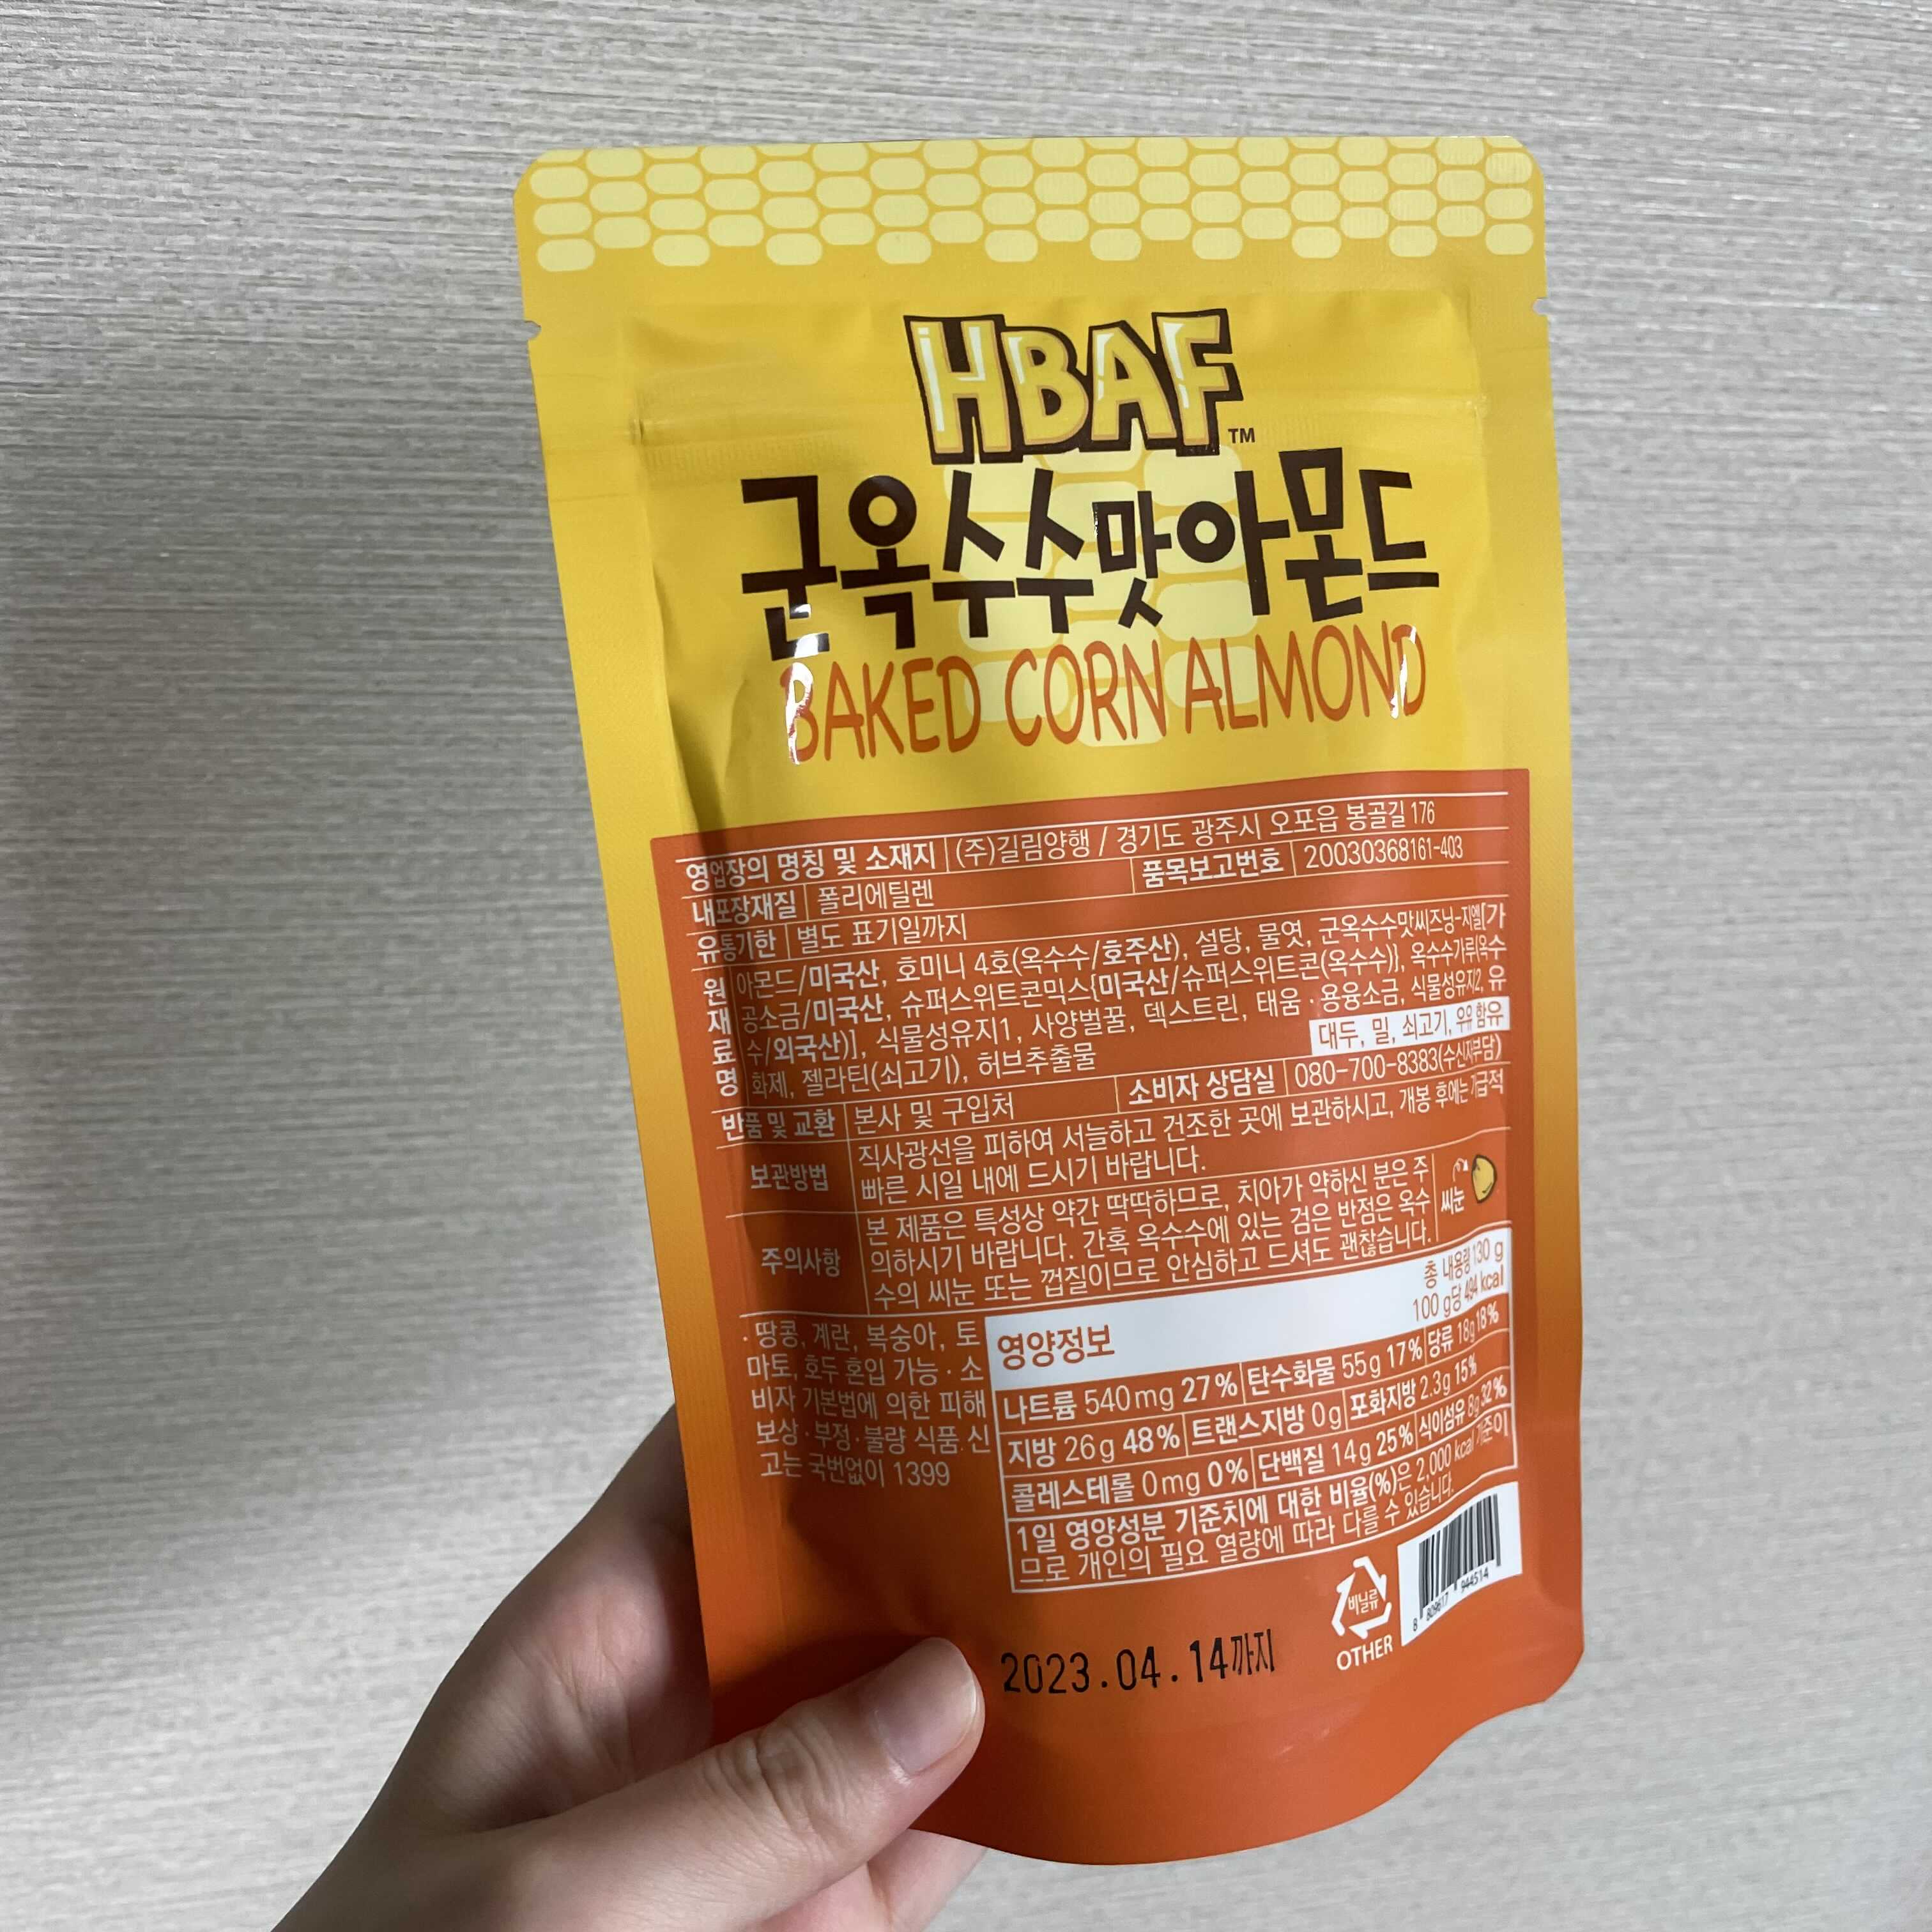 HBAF™
군옥수수맛아몬드
BAKED CORN ALMOND
영업장의 명칭 및 소재지 (주)길림양행 / 경기도 광주시 오포읍 봉골길 176
내포장재질 폴리에틸렌 품목보고번호 20030368161-403
유통기한 별도 표기일까지
원재료명
아몬드/미국산, 호미니 4호(옥수수/호주산), 설탕, 물엿, 군옥수수맛씨즈닝-지엘[가
공소금/미국산, 슈퍼스위트콘믹스{미국산/슈퍼스위트콘(옥수수)}, 옥수수가루(옥수
수/외국산)], 식물성유지1, 사양벌꿀, 덱스트린, 태움·용융소금, 식물성유지2, 유
화제, 젤라틴(쇠고기), 허브추출물 대두, 밀, 쇠고기, 우유 함유
반품 및 교환 본사 및 구입처 소비자 상담실 080-700-8383(수신자부담)
보관방법
직사광선을 피하여 서늘하고 건조한 곳에 보관하시고, 개봉 후에는 가급적
빠른 시일 내에 드시기 바랍니다.
주의사항
본 제품은 특성상 약간 딱딱하므로, 치아가 약하신 분은 주
의하시기 바랍니다. 간혹 옥수수에 있는 검은 반점은 옥수
수의 씨눈 또는 껍질이므로 안심하고 드셔도 괜찮습니다.
씨눈
· 땅콩, 계란, 복숭아, 토
마토, 호두 혼입 가능 · 소
비자 기본법에 의한 피해
보상 · 부정·불량 식품 신
고는 국번없이 1399
영양정보
총 내용량 130 g
100 g당 494 kcal
나트륨 540mg 27% 탄수화물 55g 17% 당류 18g 18%
지방 26g 48% 트랜스지방 0g 포화지방 2.3g 15%
콜레스테롤 0mg 0% 단백질 14g 25% 식이섬유 8g 32%
1일 영양성분 기준치에 대한 비율(%)은 2,000 kcal 기준이
므로 개인의 필요 열량에 따라 다를 수 있습니다.
비닐류
OTHER
8 809617 944514
2023.04.14까지